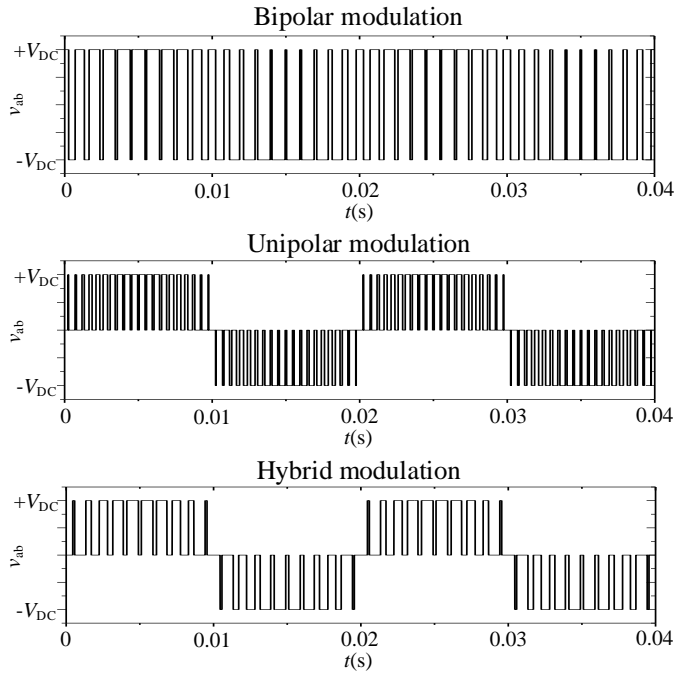 Bipolar modulation
+VDC
vab
-VDC
0 0.01 0.02 0.03 0.04
t(s)
Unipolar modulation
+VDC
vab
-VDC
0 0.01 0.02 0.03 0.04
t(s)
Hybrid modulation
+VDC
vab
-VDC
0 0.01 0.02 0.03 0.04
t(s)